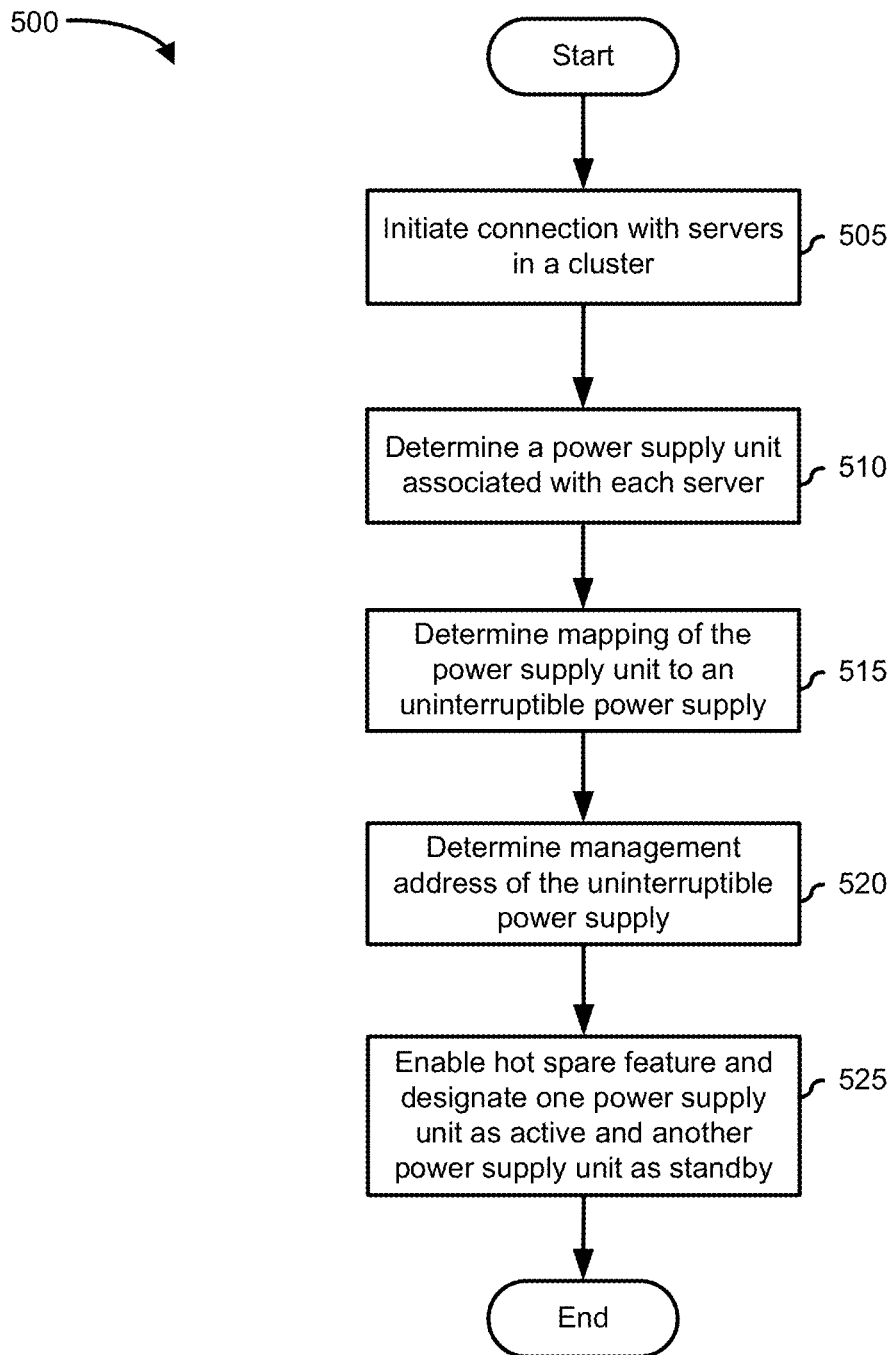 500
Start
Initiate connection with servers
in a cluster
505
Determine a power supply unit
associated with each server
510
Determine mapping of the
power supply unit to an
uninterruptible power supply
515
Determine management
address of the uninterruptible
power supply
520
Enable hot spare feature and
designate one power supply
unit as active and another
power supply unit as standby
525
End